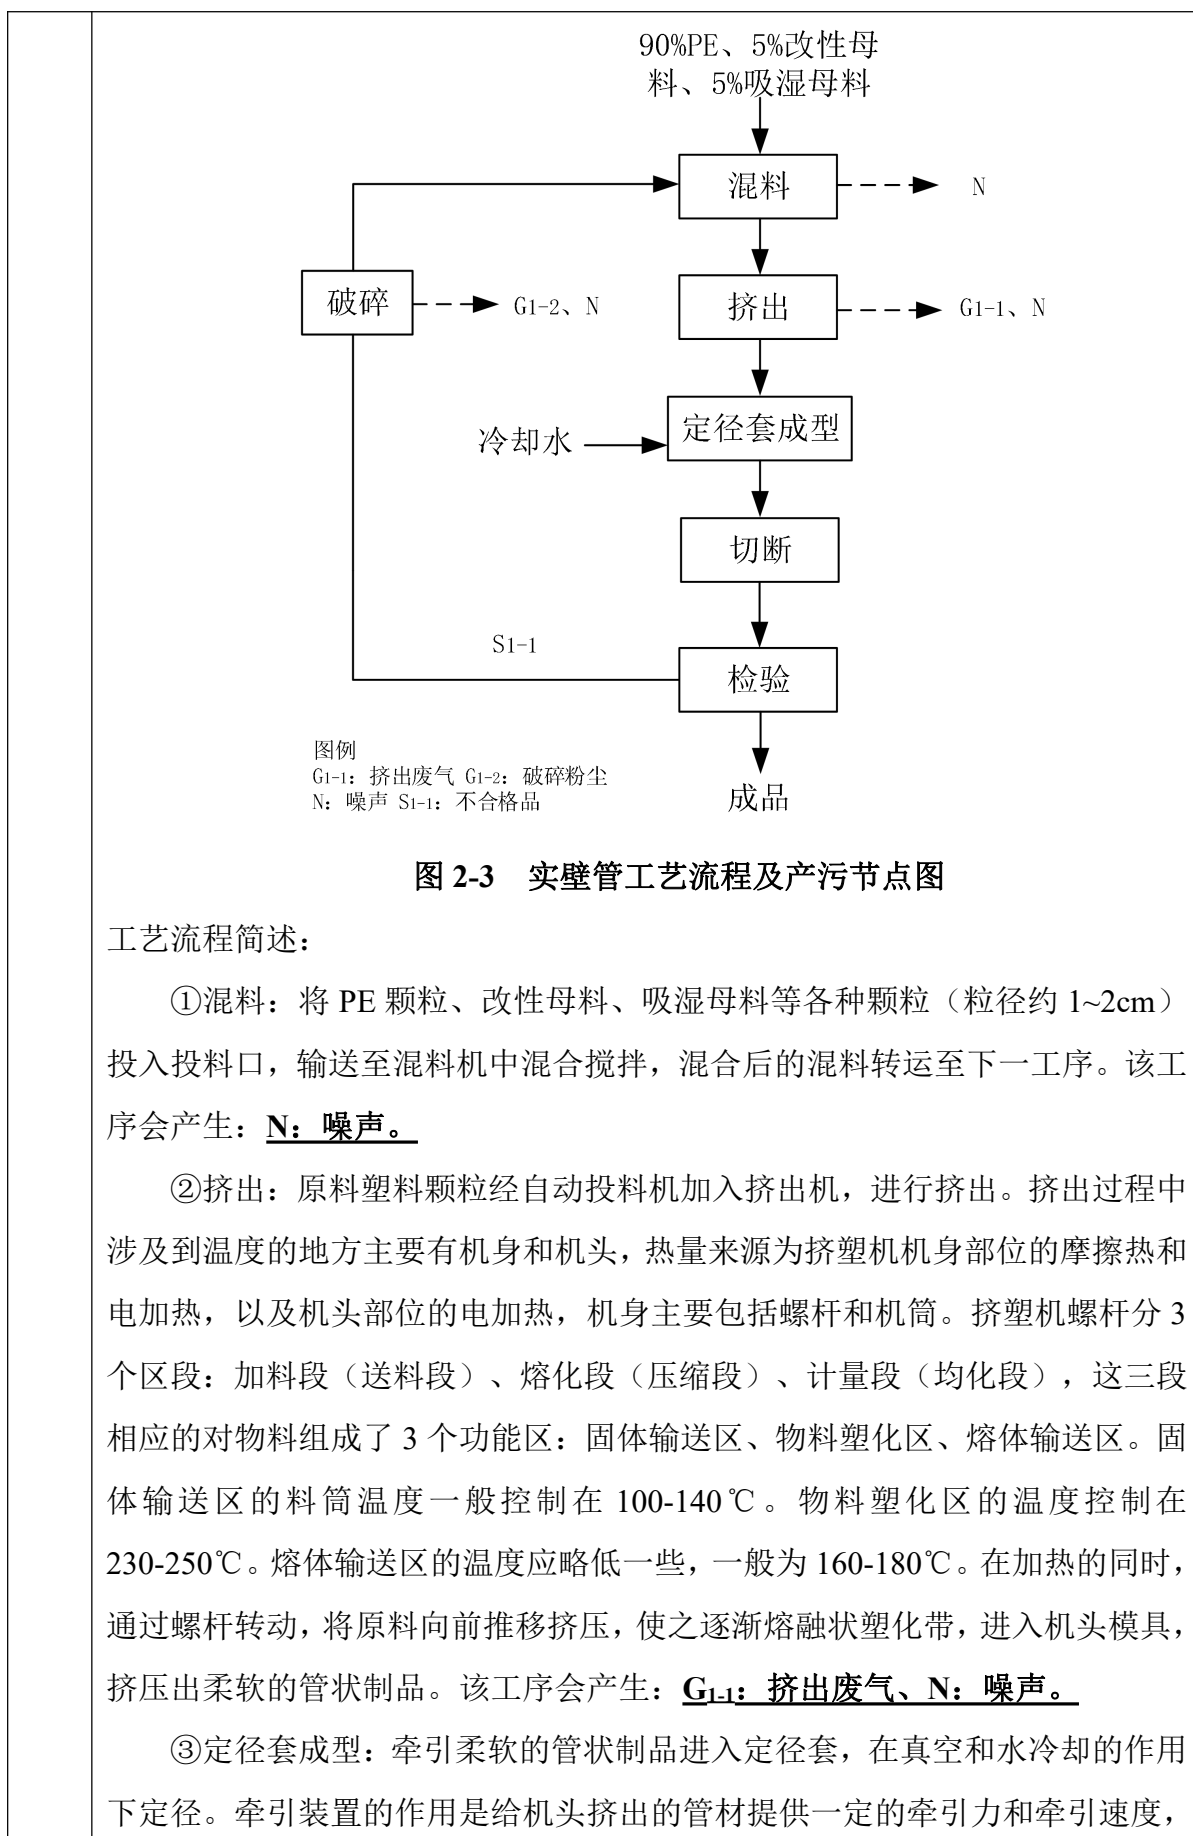 90%PE、5%改性母
料、5%吸湿母料
混料
N
破碎
G1-2、N
挤出
G1-1、N
冷却水
定径套成型
切断
S1-1
检验
图例
G1-1：挤出废气 G1-2：破碎粉尘
N：噪声 S1-1：不合格品
成品
图 2-3 实壁管工艺流程及产污节点图
工艺流程简述：
①混料：将 PE 颗粒、改性母料、吸湿母料等各种颗粒（粒径约 1~2cm）
投入投料口，输送至混料机中混合搅拌，混合后的混料转运至下一工序。该工
序会产生：N：噪声。
②挤出：原料塑料颗粒经自动投料机加入挤出机，进行挤出。挤出过程中
涉及到温度的地方主要有机身和机头，热量来源为挤塑机机身部位的摩擦热和
电加热，以及机头部位的电加热，机身主要包括螺杆和机筒。挤塑机螺杆分 3
个区段：加料段（送料段）、熔化段（压缩段）、计量段（均化段），这三段
相应的对物料组成了 3 个功能区：固体输送区、物料塑化区、熔体输送区。固
体输送区的料筒温度一般控制在 100-140℃。物料塑化区的温度控制在
230-250℃。熔体输送区的温度应略低一些，一般为 160-180℃。在加热的同时，
通过螺杆转动，将原料向前推移挤压，使之逐渐熔融状塑化带，进入机头模具，
挤压出柔软的管状制品。该工序会产生：G1-1：挤出废气、N：噪声。
③定径套成型：牵引柔软的管状制品进入定径套，在真空和水冷却的作用
下定径。牵引装置的作用是给机头挤出的管材提供一定的牵引力和牵引速度，